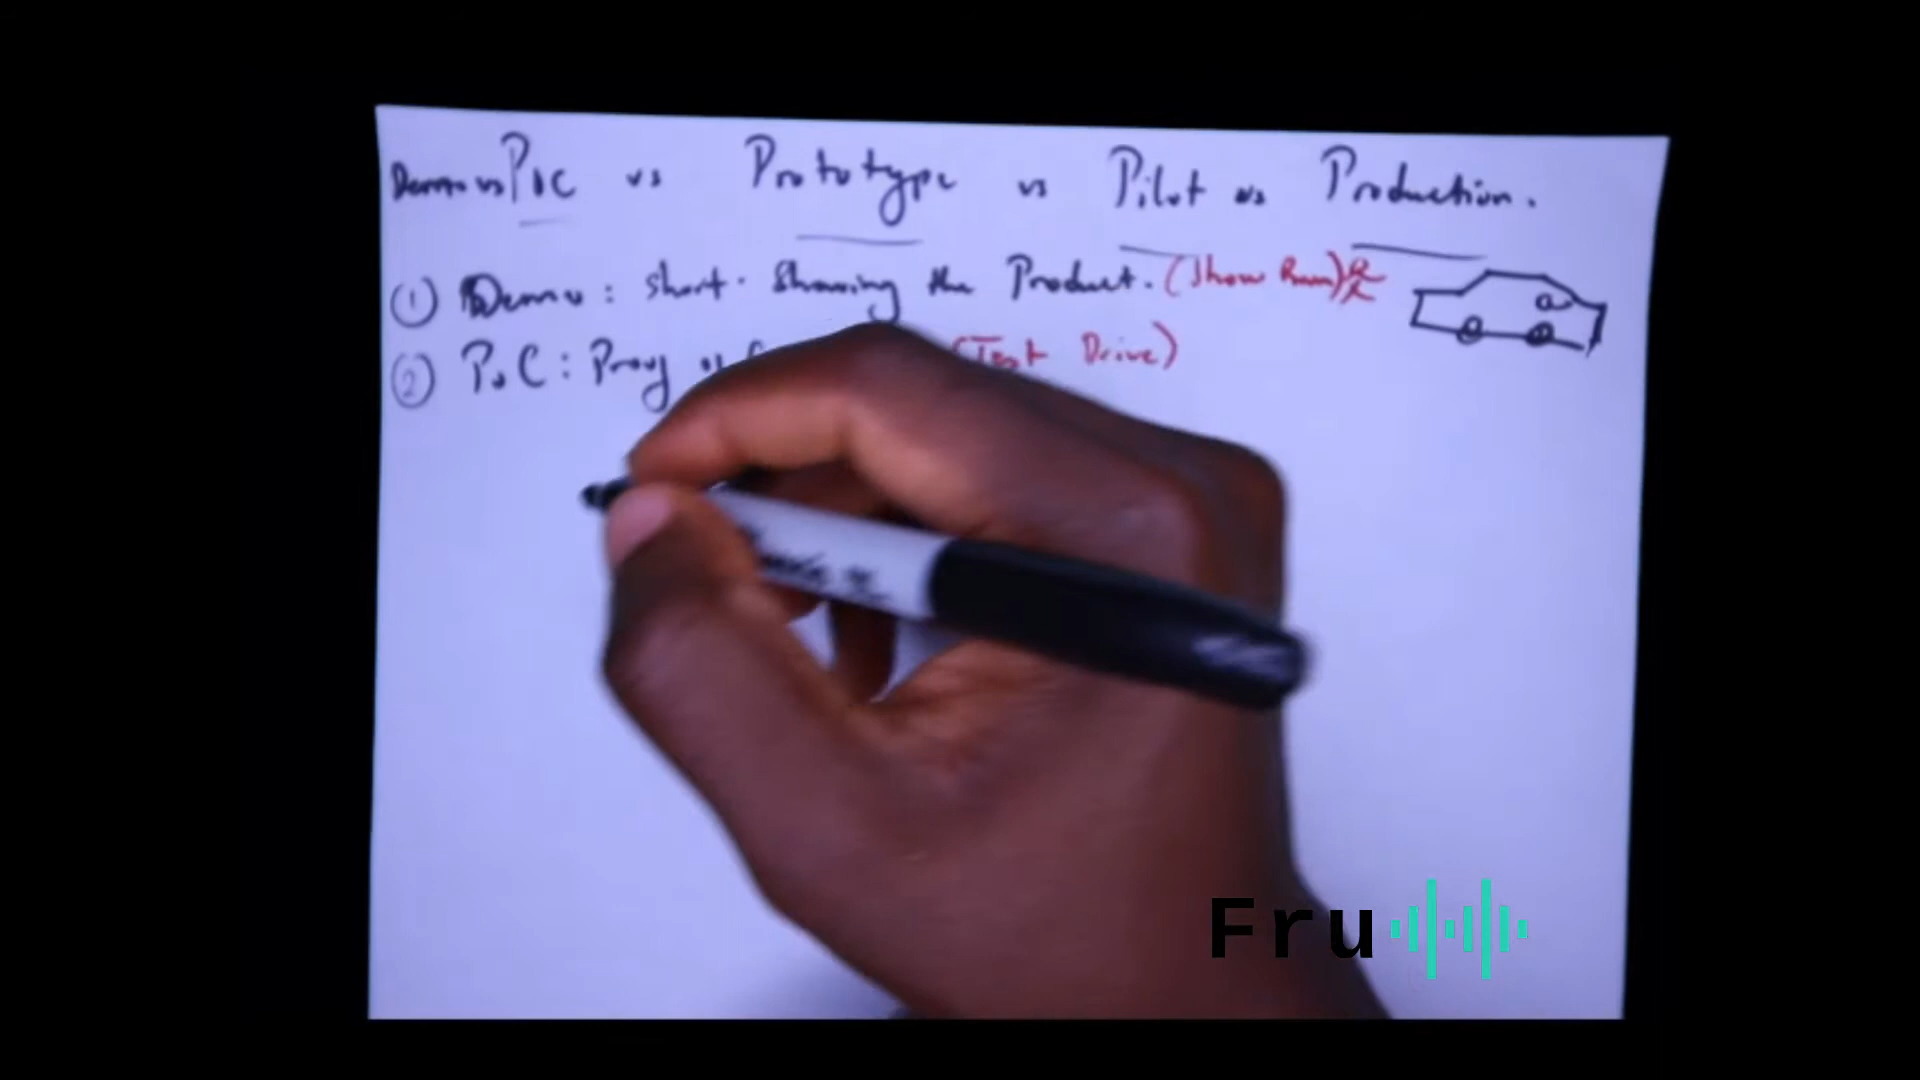 Demo vs PoC vs Prototype vs Pilot vs Production.
① Demo: short. Showing the Product. (Show Room)
② PoC: Proof of (Test Drive)
Fru